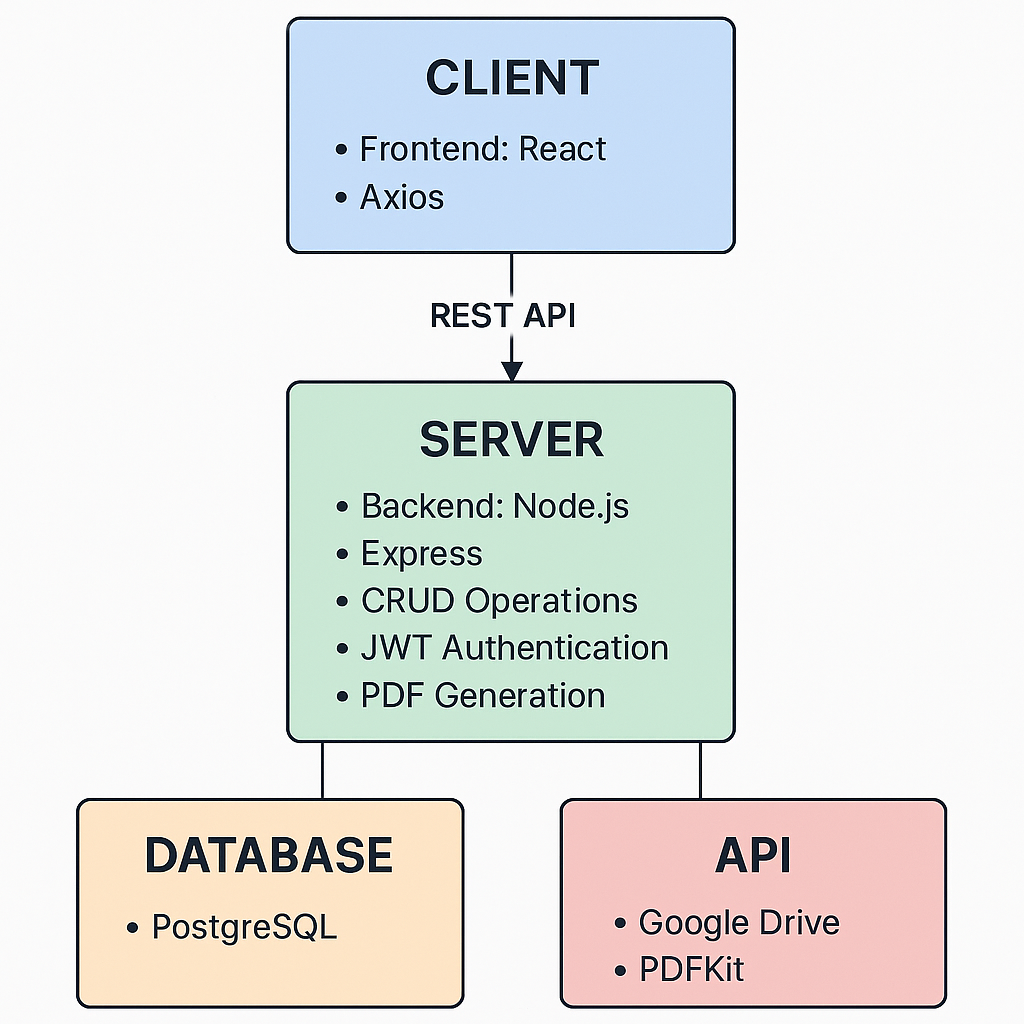 CLIENT
• Frontend: React
• Axios
REST API
SERVER
• Backend: Node.js
• Express
• CRUD Operations
• JWT Authentication
• PDF Generation
DATABASE
• PostgreSQL
API
• Google Drive
• PDFKit